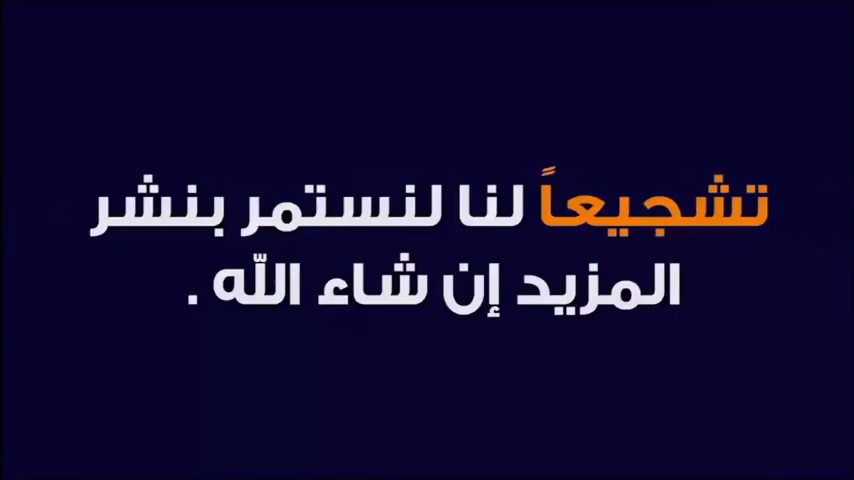 تشجيعاً لنا لنستمر بنشر
المزيد إن شاء الله .